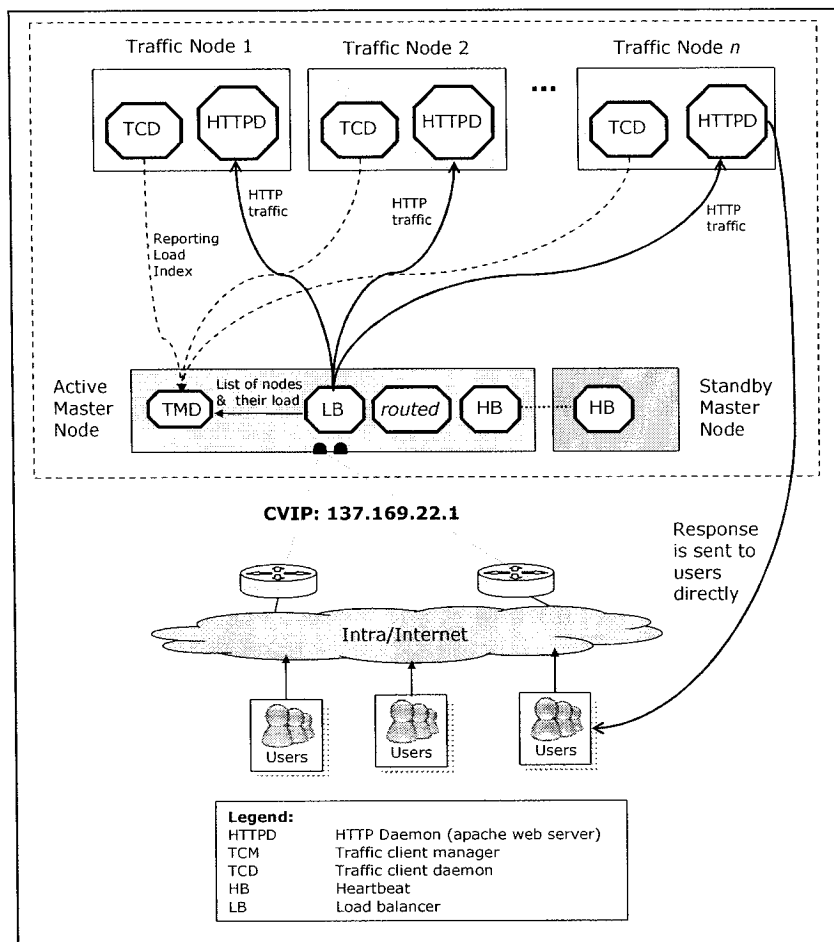 Traffic Node 1
Traffic Node 2
Traffic Node n
...
TCD
HTTPD
TCD
HTTPD
TCD
HTTPD
HTTP
traffic
HTTP
traffic
HTTP
traffic
Reporting
Load
Index
Active
Master
Node
TMD
List of nodes
& their load
LB
routed
HB
HB
Standby
Master
Node
CVIP: 137.169.22.1
Response
is sent to
users
directly
Intra/Internet
Users
Users
Users
Legend:
HTTPD HTTP Daemon (apache web server)
TCM Traffic client manager
TCD Traffic client daemon
HB Heartbeat
LB Load balancer